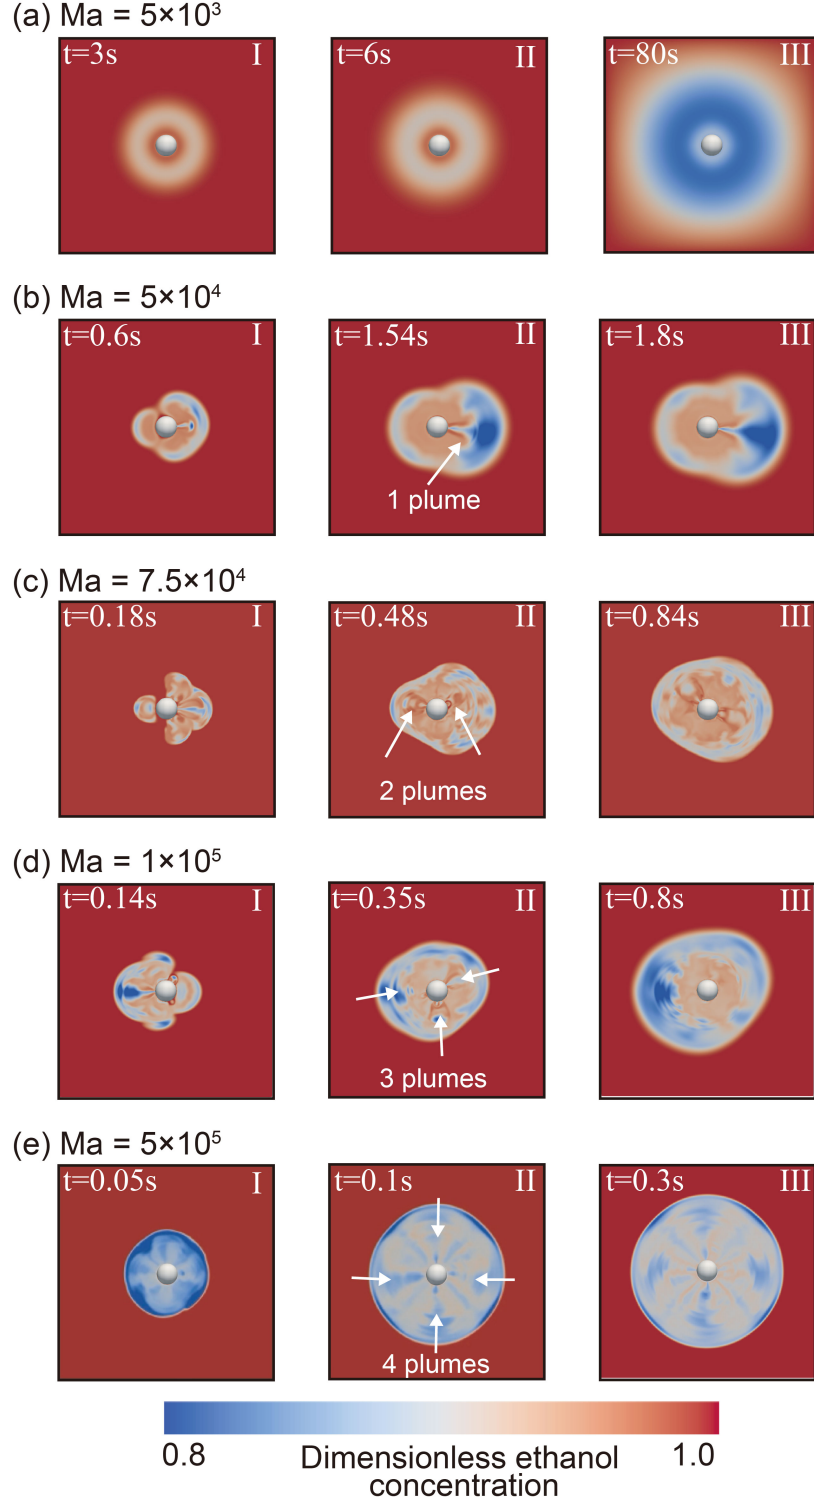 (a) Ma = 5×10³
t=3s I
t=6s II
t=80s III
(b) Ma = 5×10⁴
t=0.6s I
t=1.54s II
t=1.8s III
1 plume
(c) Ma = 7.5×10⁴
t=0.18s I
t=0.48s II
t=0.84s III
2 plumes
(d) Ma = 1×10⁵
t=0.14s I
t=0.35s II
t=0.8s III
3 plumes
(e) Ma = 5×10⁵
t=0.05s I
t=0.1s II
t=0.3s III
4 plumes
0.8 1.0
Dimensionless ethanol
concentration